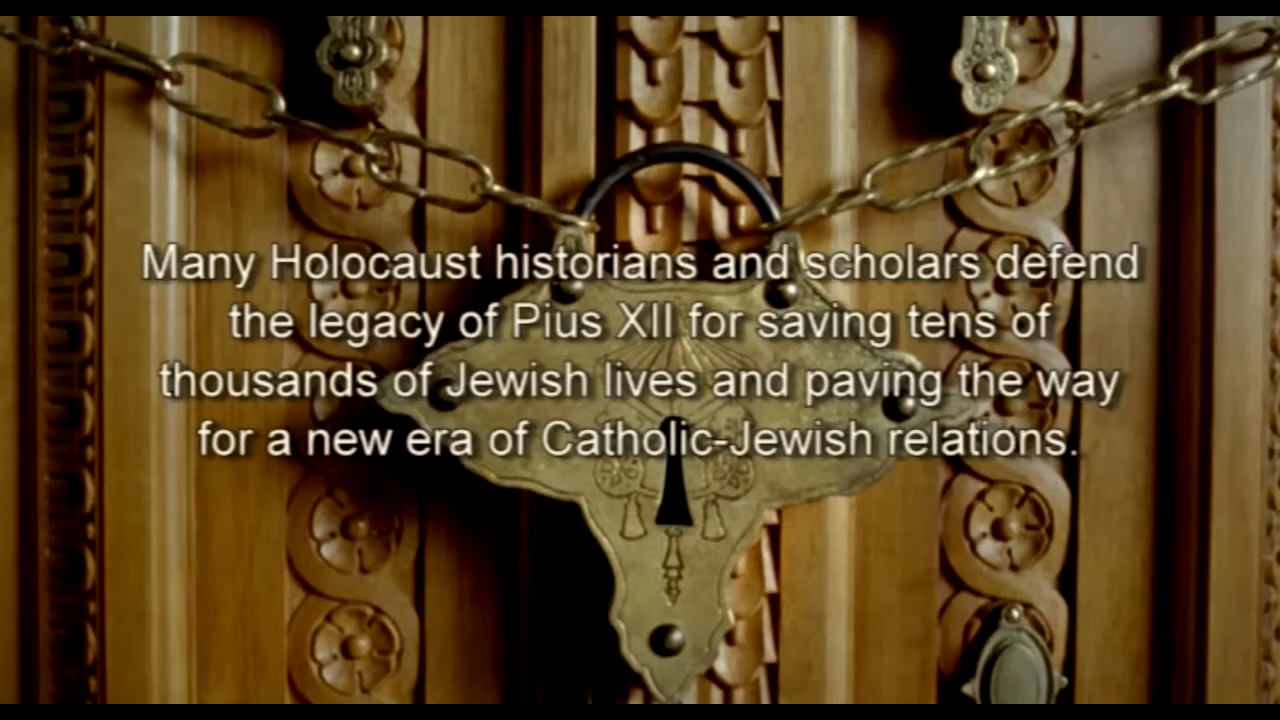 Many Holocaust historians and scholars defend
the legacy of Pius XII for saving tens of
thousands of Jewish lives and paving the way
for a new era of Catholic-Jewish relations.